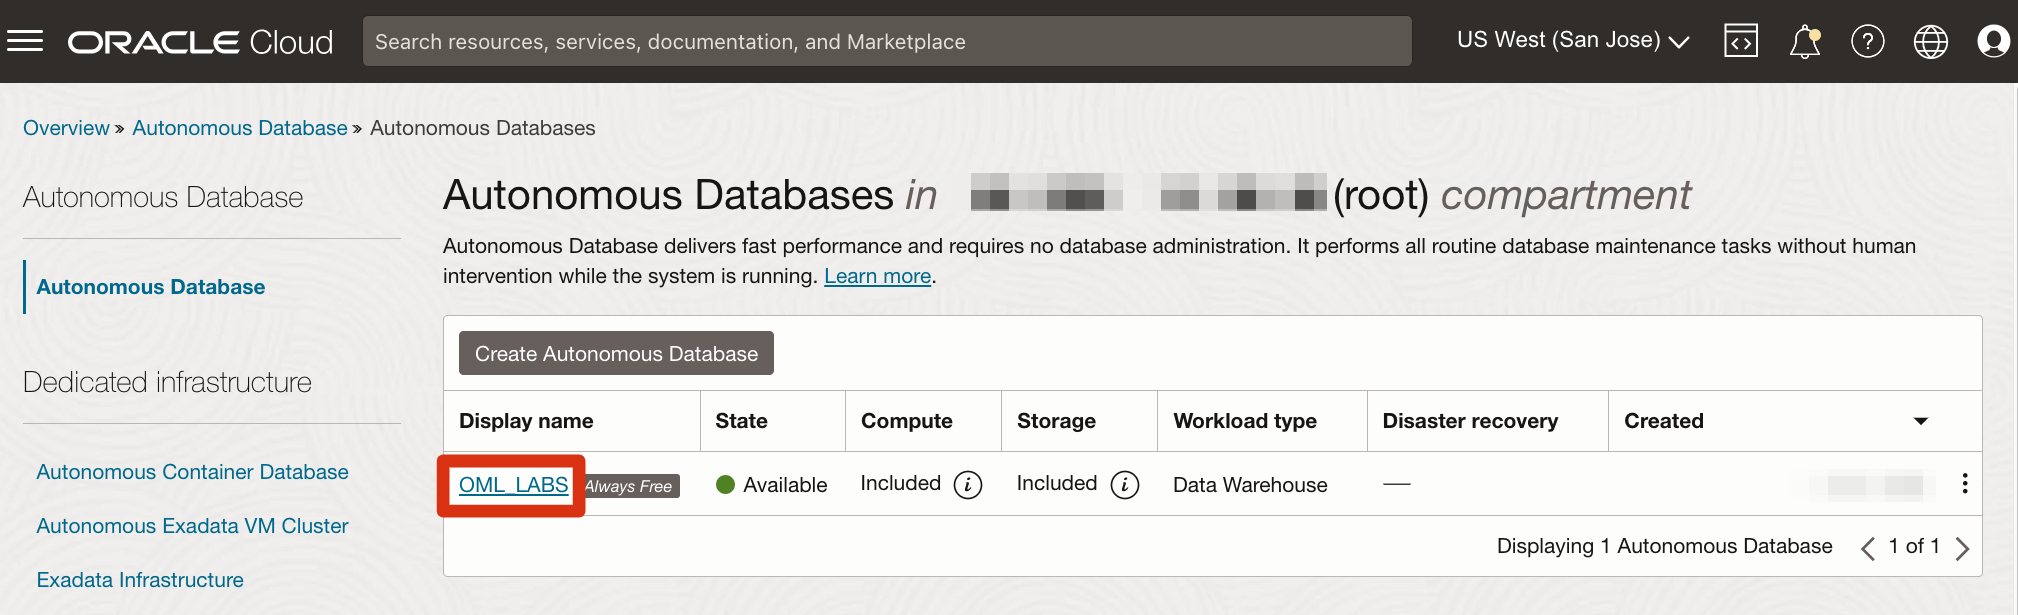 ORACLE Cloud
Search resources, services, documentation, and Marketplace
US West (San Jose)
Overview » Autonomous Database » Autonomous Databases
Autonomous Database
Autonomous Database
Dedicated infrastructure
Autonomous Container Database
Autonomous Exadata VM Cluster
Exadata Infrastructure
Autonomous Databases in (root) compartment
Autonomous Database delivers fast performance and requires no database administration. It performs all routine database maintenance tasks without human
intervention while the system is running. Learn more.
Create Autonomous Database
Display name State Compute Storage Workload type Disaster recovery Created
OML_LABS Always Free Available Included i Included i Data Warehouse —
Displaying 1 Autonomous Database < 1 of 1 >